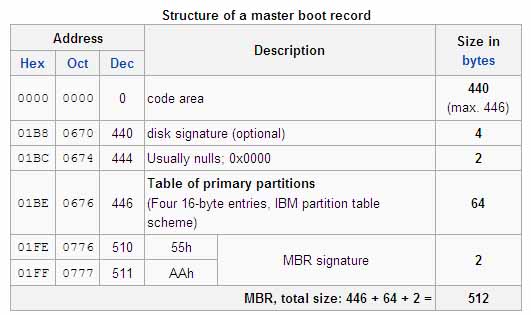 Structure of a master boot record
Address Description Size in bytes
Hex Oct Dec
0000 0000 0 code area 440 (max. 446)
01B8 0670 440 disk signature (optional) 4
01BC 0674 444 Usually nulls; 0x0000 2
01BE 0676 446 Table of primary partitions (Four 16-byte entries, IBM partition table scheme) 64
01FE 0776 510 55h MBR signature 2
01FF 0777 511 AAh
MBR, total size: 446 + 64 + 2 = 512